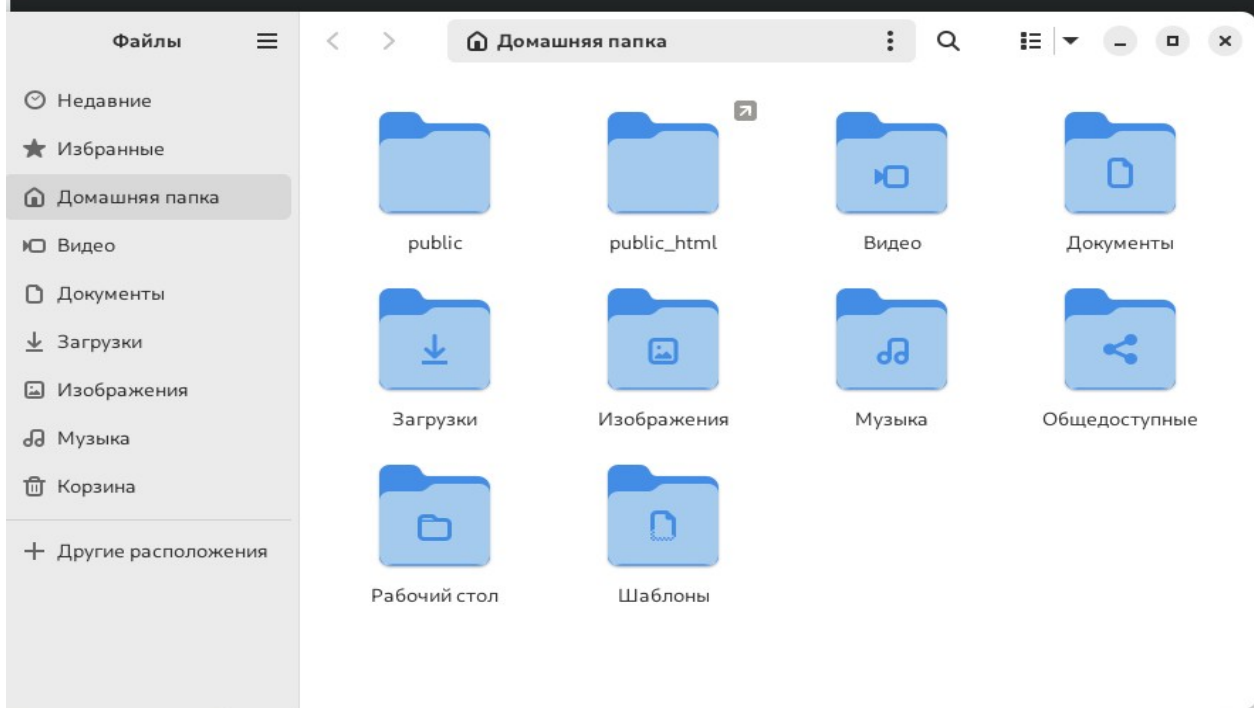 Файлы
Домашняя папка
Недавние
Избранные
Домашняя папка
Видео
Документы
Загрузки
Изображения
Музыка
Корзина
Другие расположения
public
public_html
Видео
Документы
Загрузки
Изображения
Музыка
Общедоступные
Рабочий стол
Шаблоны